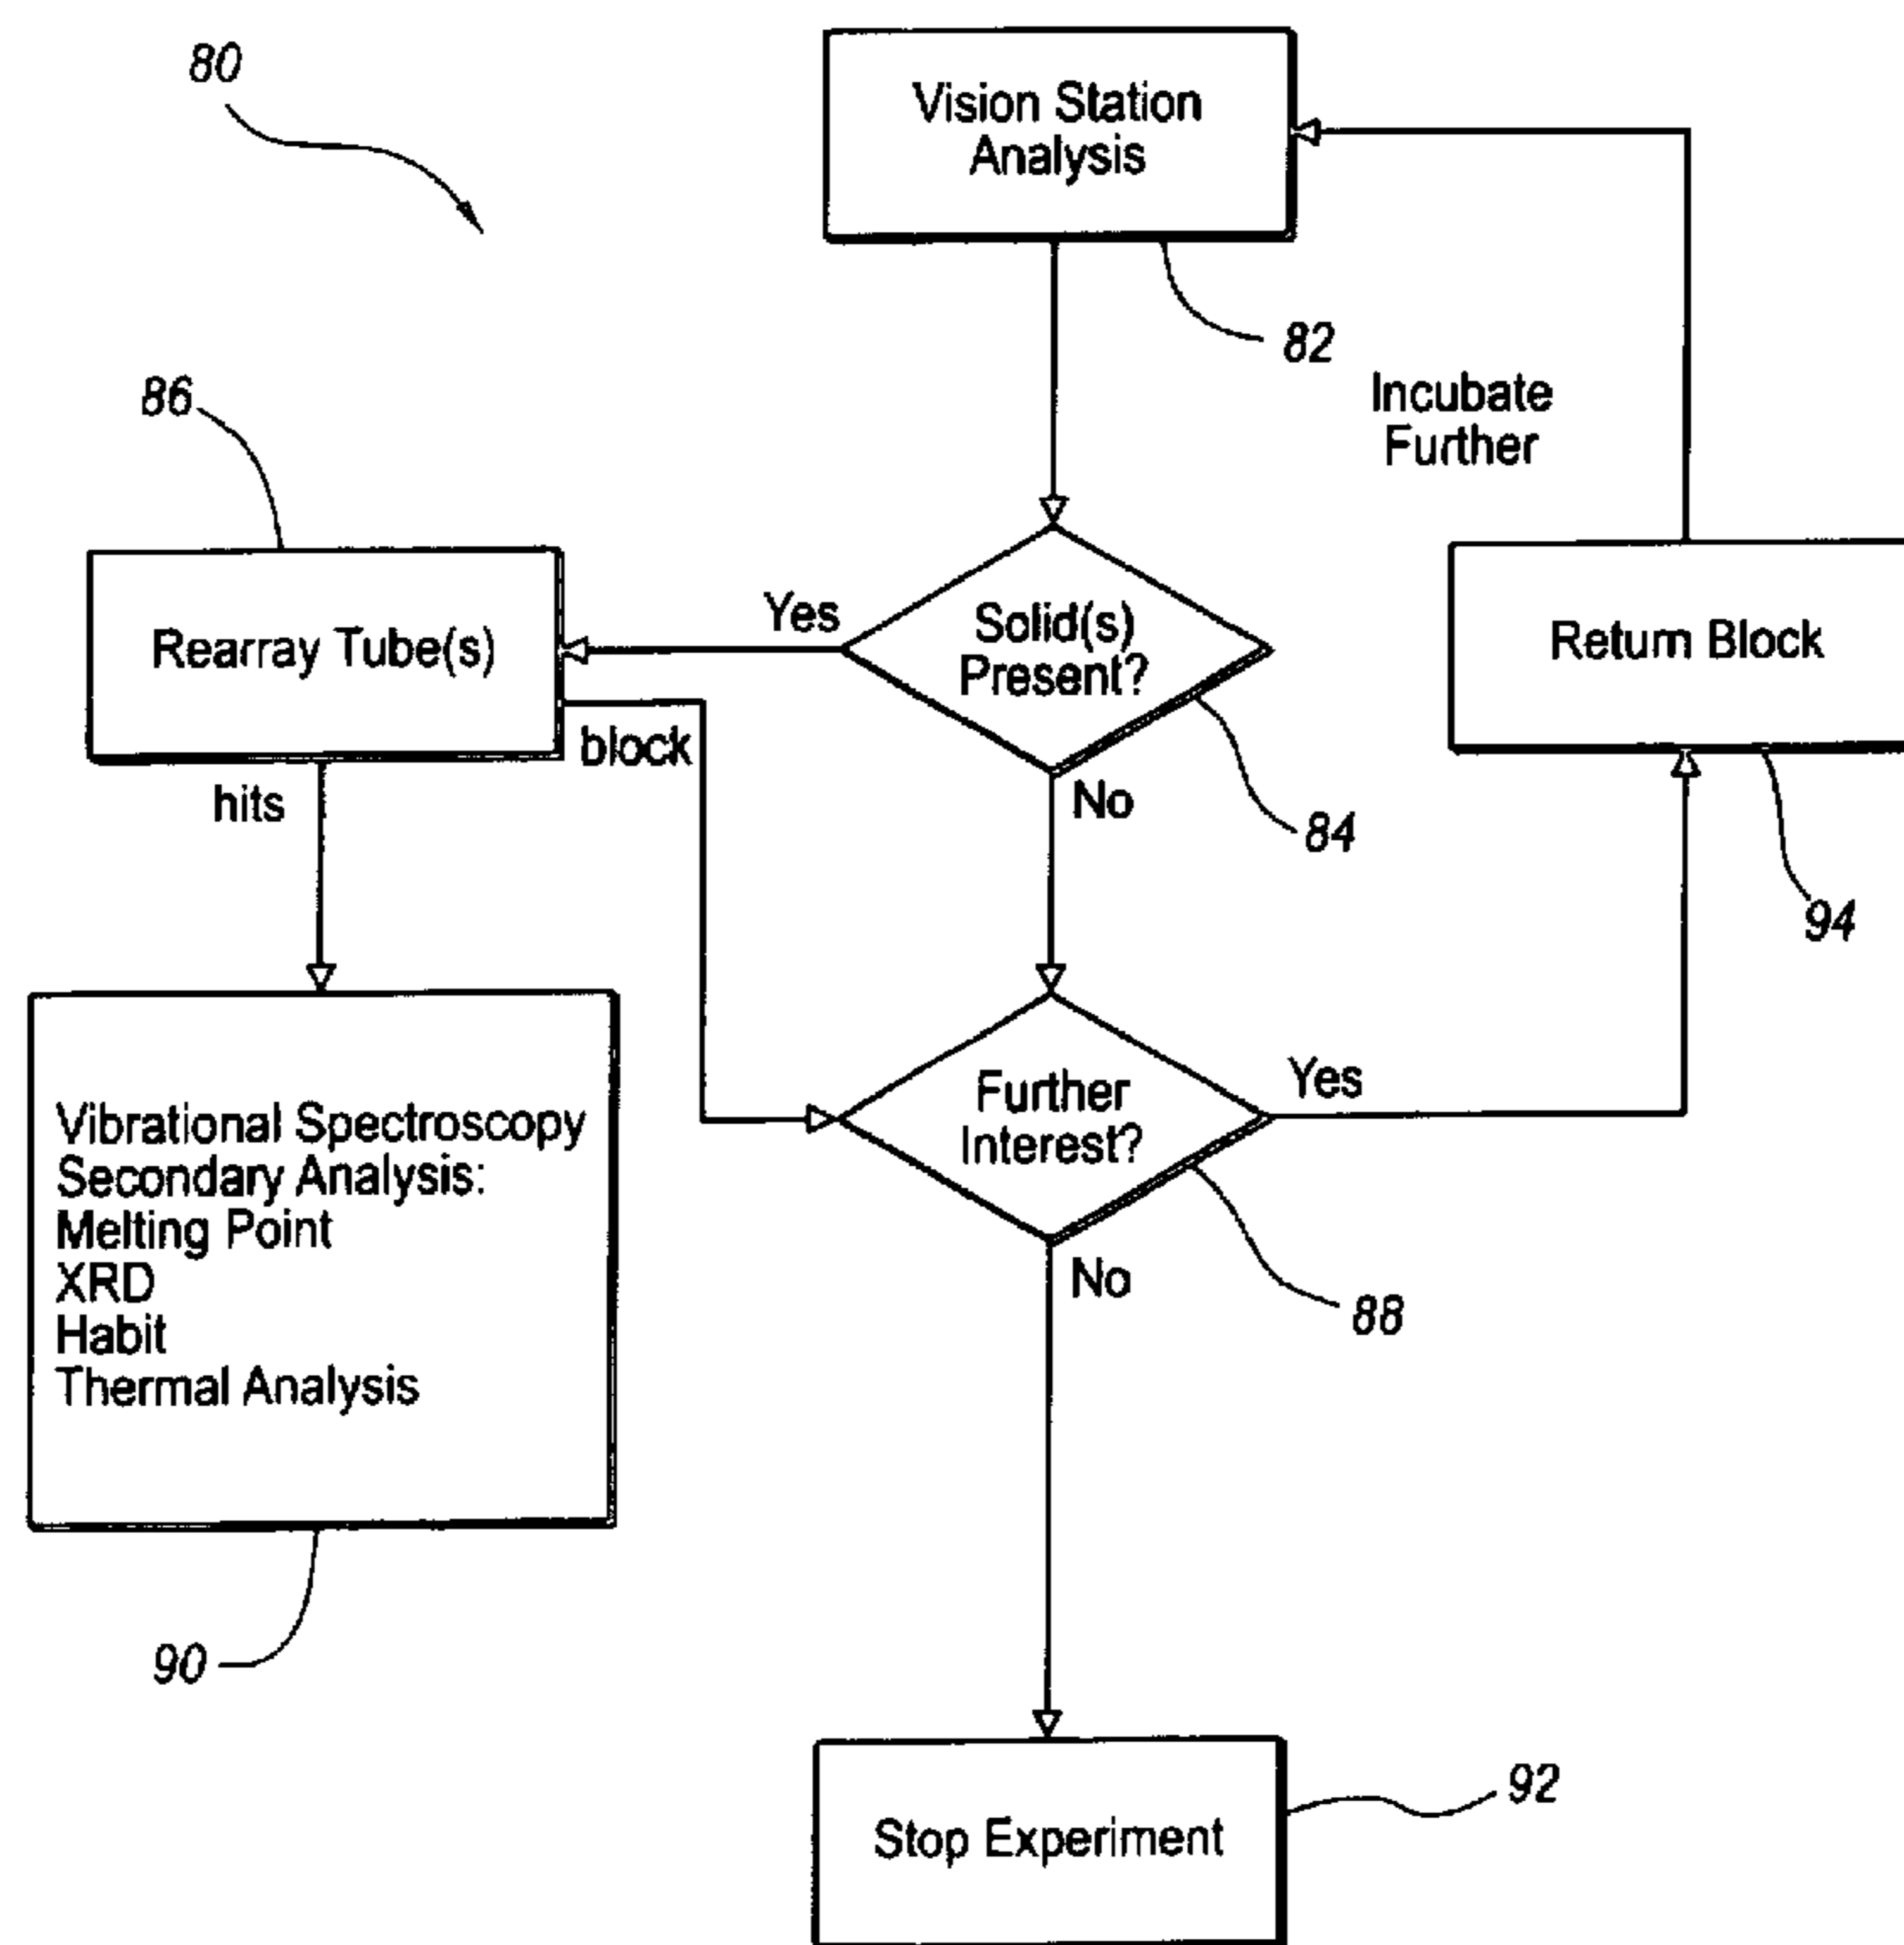 80
Vision Station
Analysis
82
Incubate
Further
86
Rearray Tube(s)
Yes
Solid(s)
Present?
Return Block
block
hits
No
84
94
Vibrational Spectroscopy
Secondary Analysis:
Melting Point
XRD
Habit
Thermal Analysis
Further
Interest?
Yes
No
88
90
92
Stop Experiment